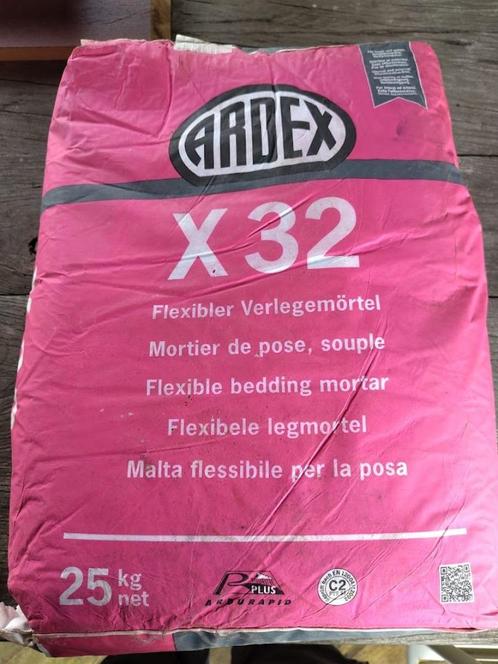 ARDEX
X 32
Flexibler Verlegemörtel
Mortier de pose, souple
Flexible bedding mortar
Flexibele legmortel
Malta flessibile per la posa
25 kg net
PLUS
ARDURAPID
C2